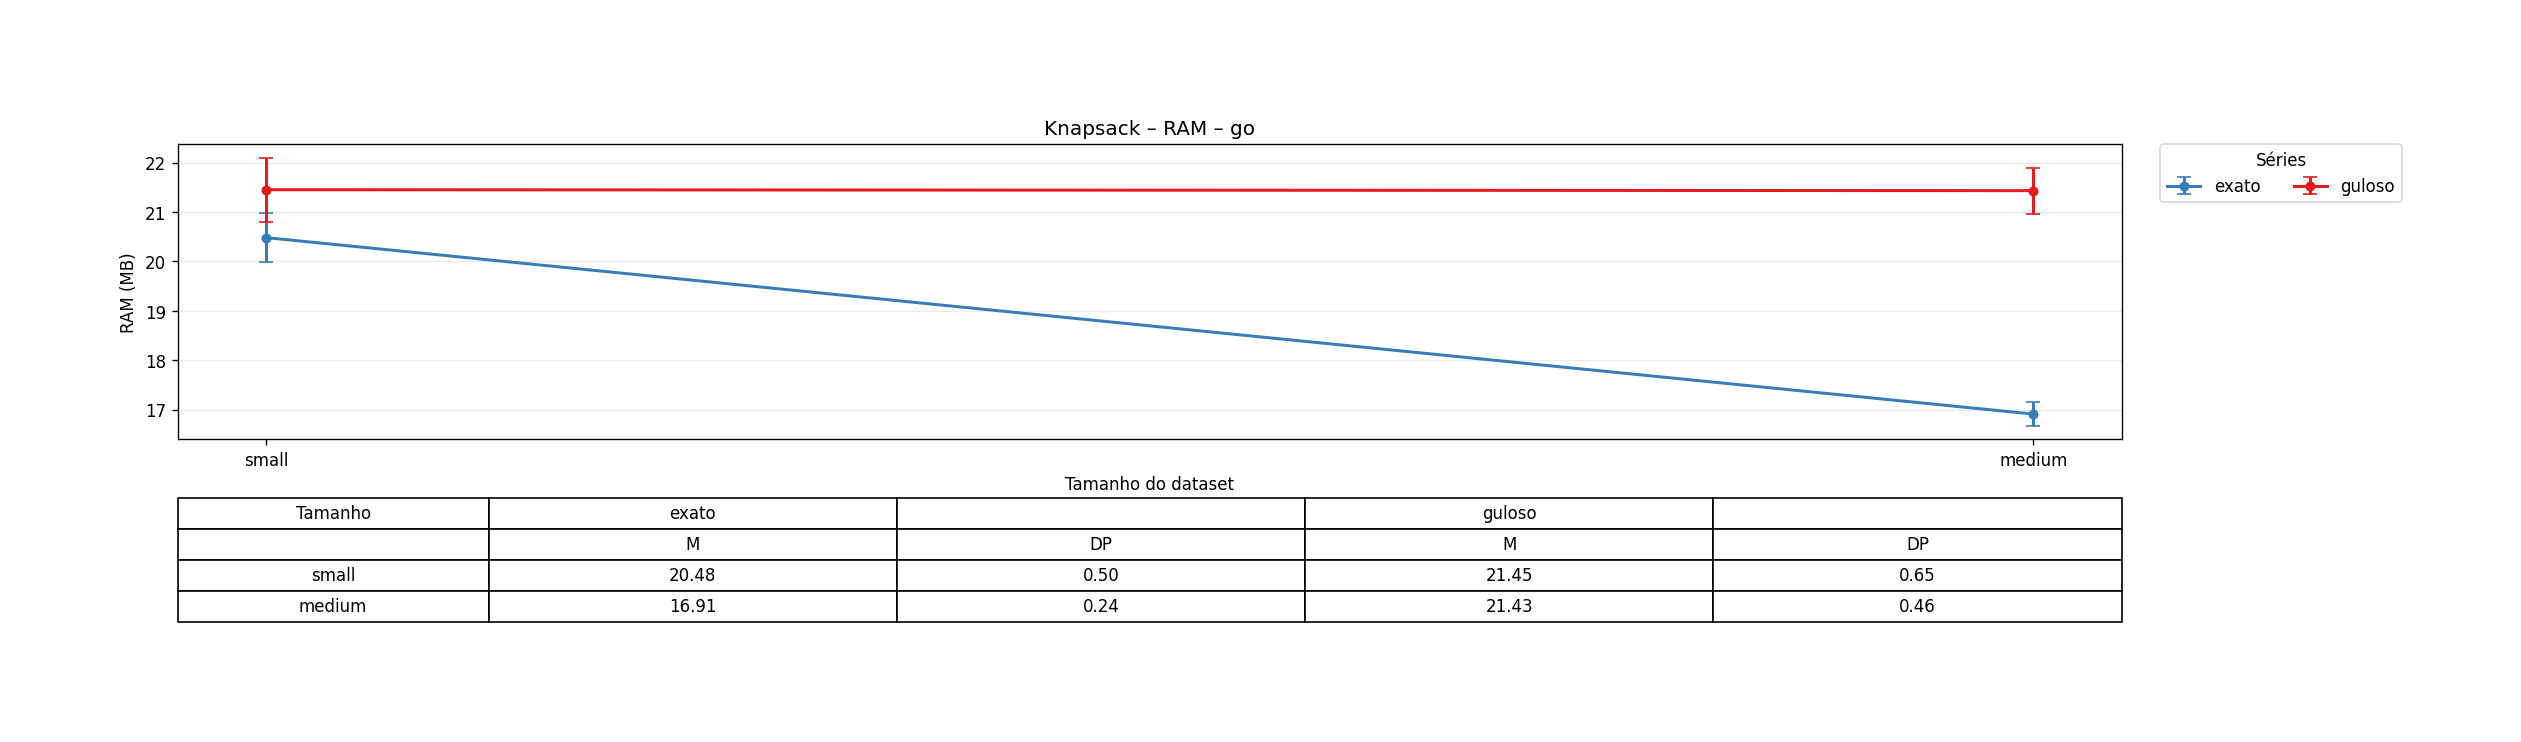 Knapsack – RAM – go
22
21
20
19
18
17
RAM (MB)
small medium
Tamanho do dataset
Séries
exato guloso
Tamanho exato guloso
M DP M DP
small 20.48 0.50 21.45 0.65
medium 16.91 0.24 21.43 0.46